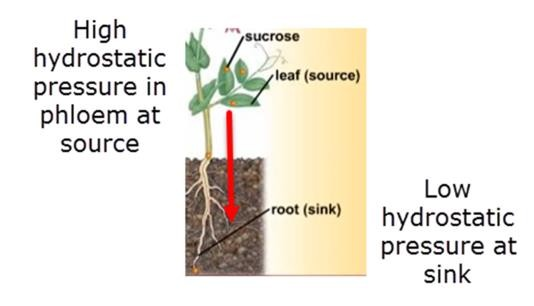 High
hydrostatic
pressure in
phloem at
source
sucrose
leaf (source)
root (sink)
Low
hydrostatic
pressure at
sink